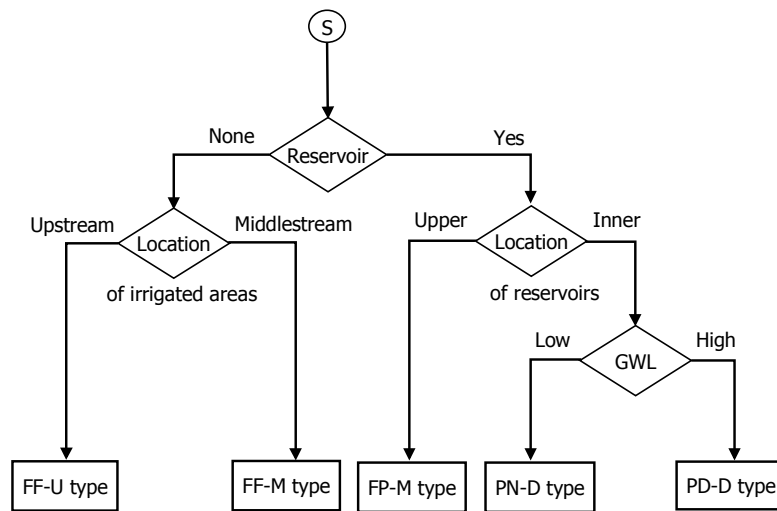 S
None
Yes
Reservoir
Upstream
Middlestream
Upper
Inner
Location
Location
of irrigated areas
of reservoirs
Low
High
GWL
FF-U type
FF-M type
FP-M type
PN-D type
PD-D type